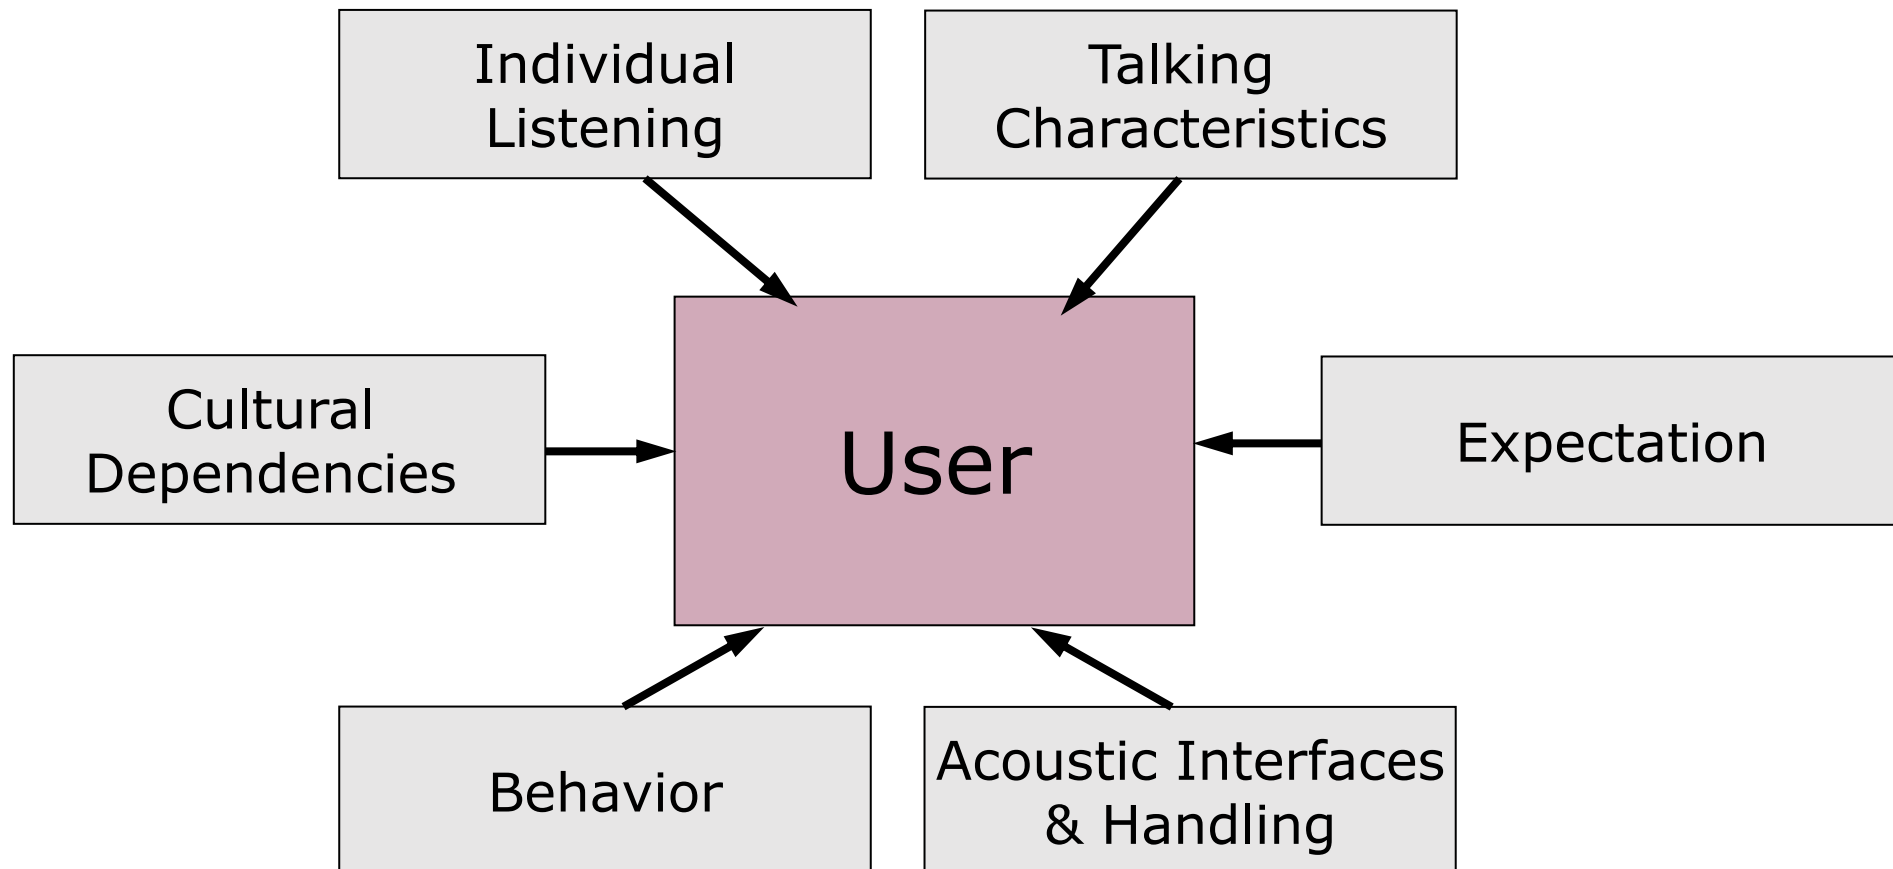 Individual
Listening
Talking
Characteristics
Cultural
Dependencies
User
Expectation
Behavior
Acoustic Interfaces
& Handling